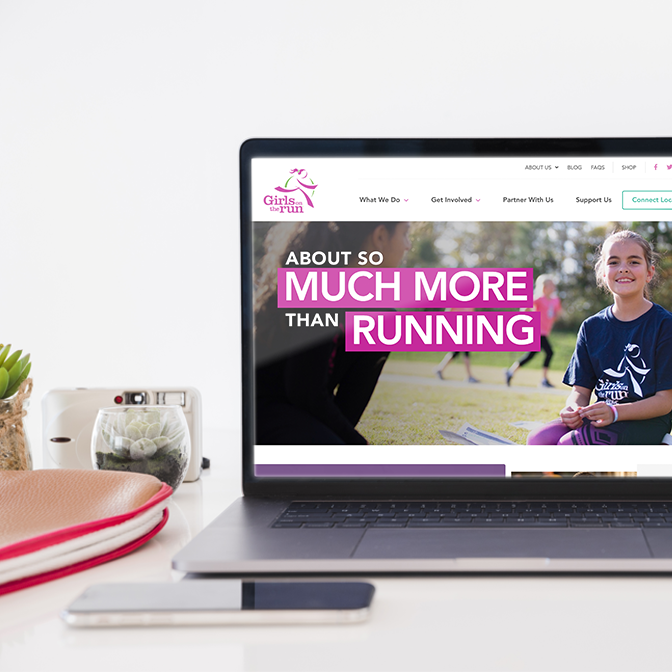 ABOUT US
BLOG
FAQS
SHOP
Girls on
the run
What We Do
Get Involved
Partner With Us
Support Us
Connect Loc
ABOUT SO
MUCH MORE
THAN RUNNING
Girls on
the run